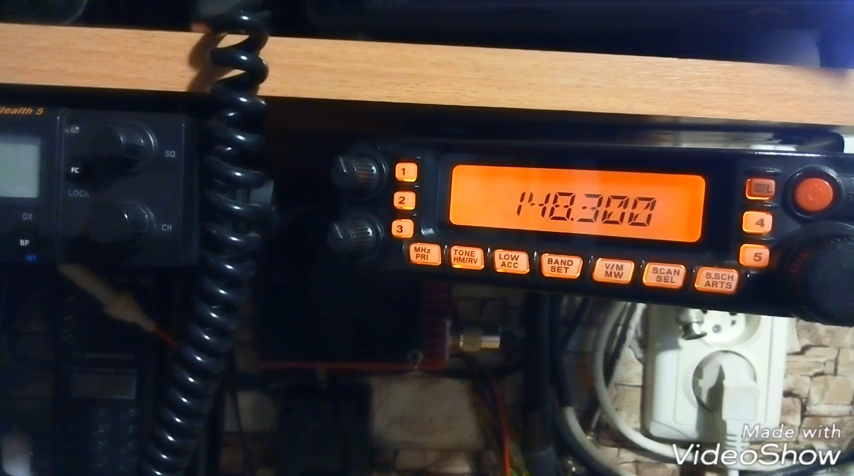 tealth 5
SQ
FC
LOCK
DX
CH
BP
1
2
3
148.300
4
5
MHz
PRI
TONE
HM/RV
LOW
ACC
BAND
SET
V/M
MW
SCAN
SEL
S.SCH
ARTS
Made with
VideoShow